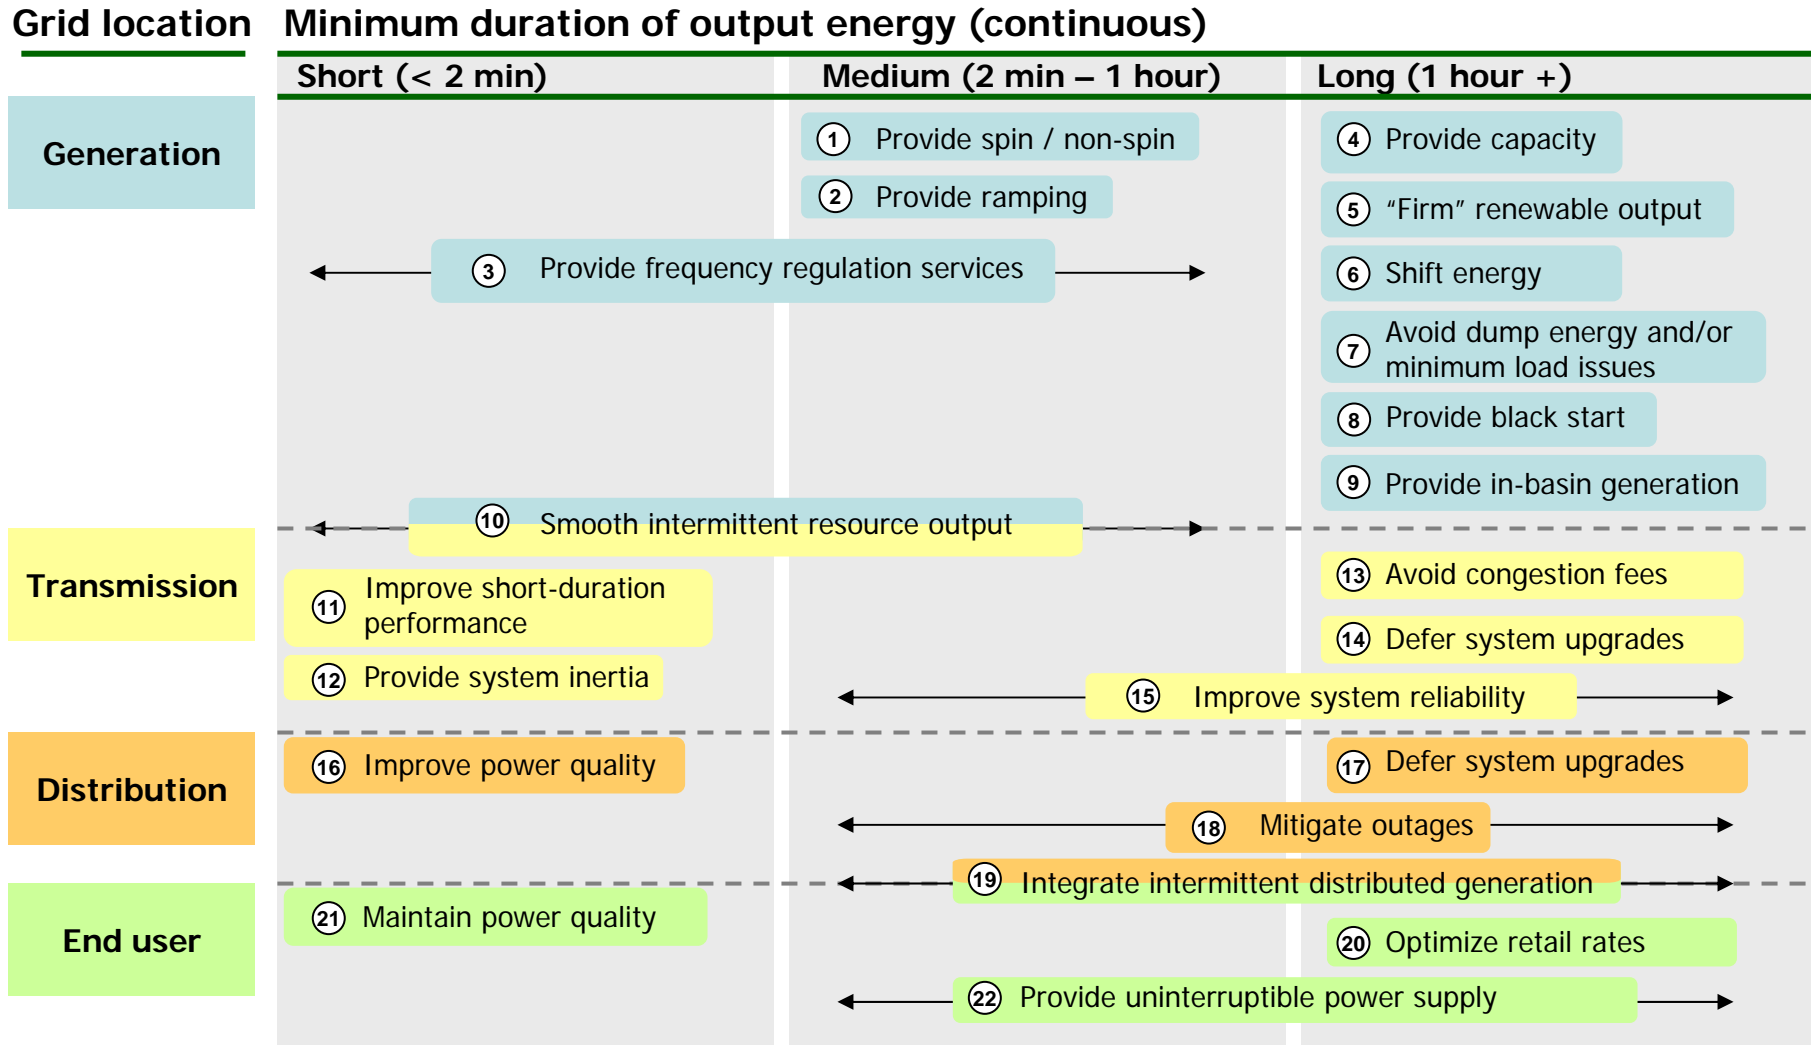 Grid location
Minimum duration of output energy (continuous)
Short (< 2 min)
Medium (2 min – 1 hour)
Long (1 hour +)
Generation
1 Provide spin / non-spin
2 Provide ramping
3 Provide frequency regulation services
4 Provide capacity
5 “Firm” renewable output
6 Shift energy
7 Avoid dump energy and/or
minimum load issues
8 Provide black start
9 Provide in-basin generation
10 Smooth intermittent resource output
Transmission
11 Improve short-duration
performance
12 Provide system inertia
13 Avoid congestion fees
14 Defer system upgrades
15 Improve system reliability
Distribution
16 Improve power quality
17 Defer system upgrades
18 Mitigate outages
19 Integrate intermittent distributed generation
End user
21 Maintain power quality
20 Optimize retail rates
22 Provide uninterruptible power supply